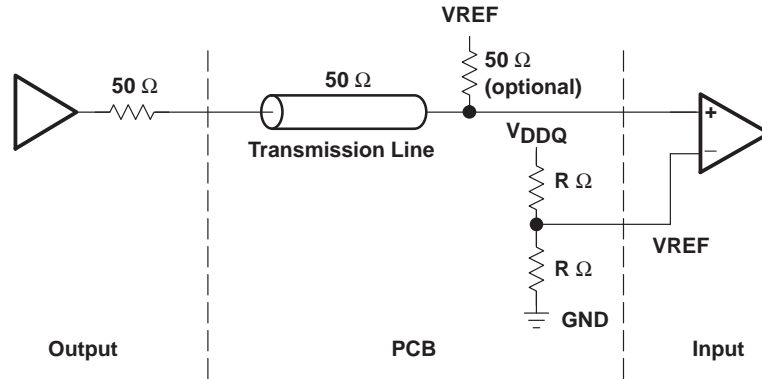 VREF
50 Ω
50 Ω
50 Ω
(optional)
Transmission Line
+
−
VDDQ
R Ω
VREF
R Ω
GND
Output
PCB
Input